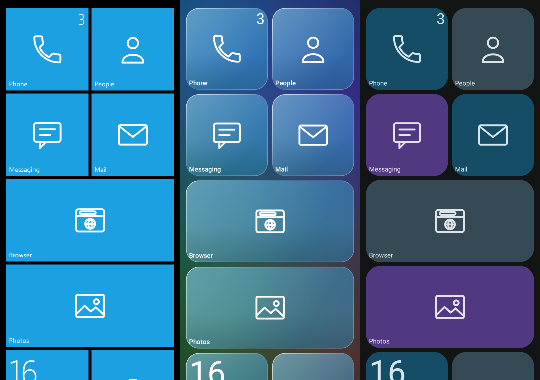 3
Phone
People
Messaging
Mail
Browser
Photos
16
3
Phone
People
Messaging
Mail
Browser
Photos
16
3
Phone
People
Messaging
Mail
Browser
Photos
16